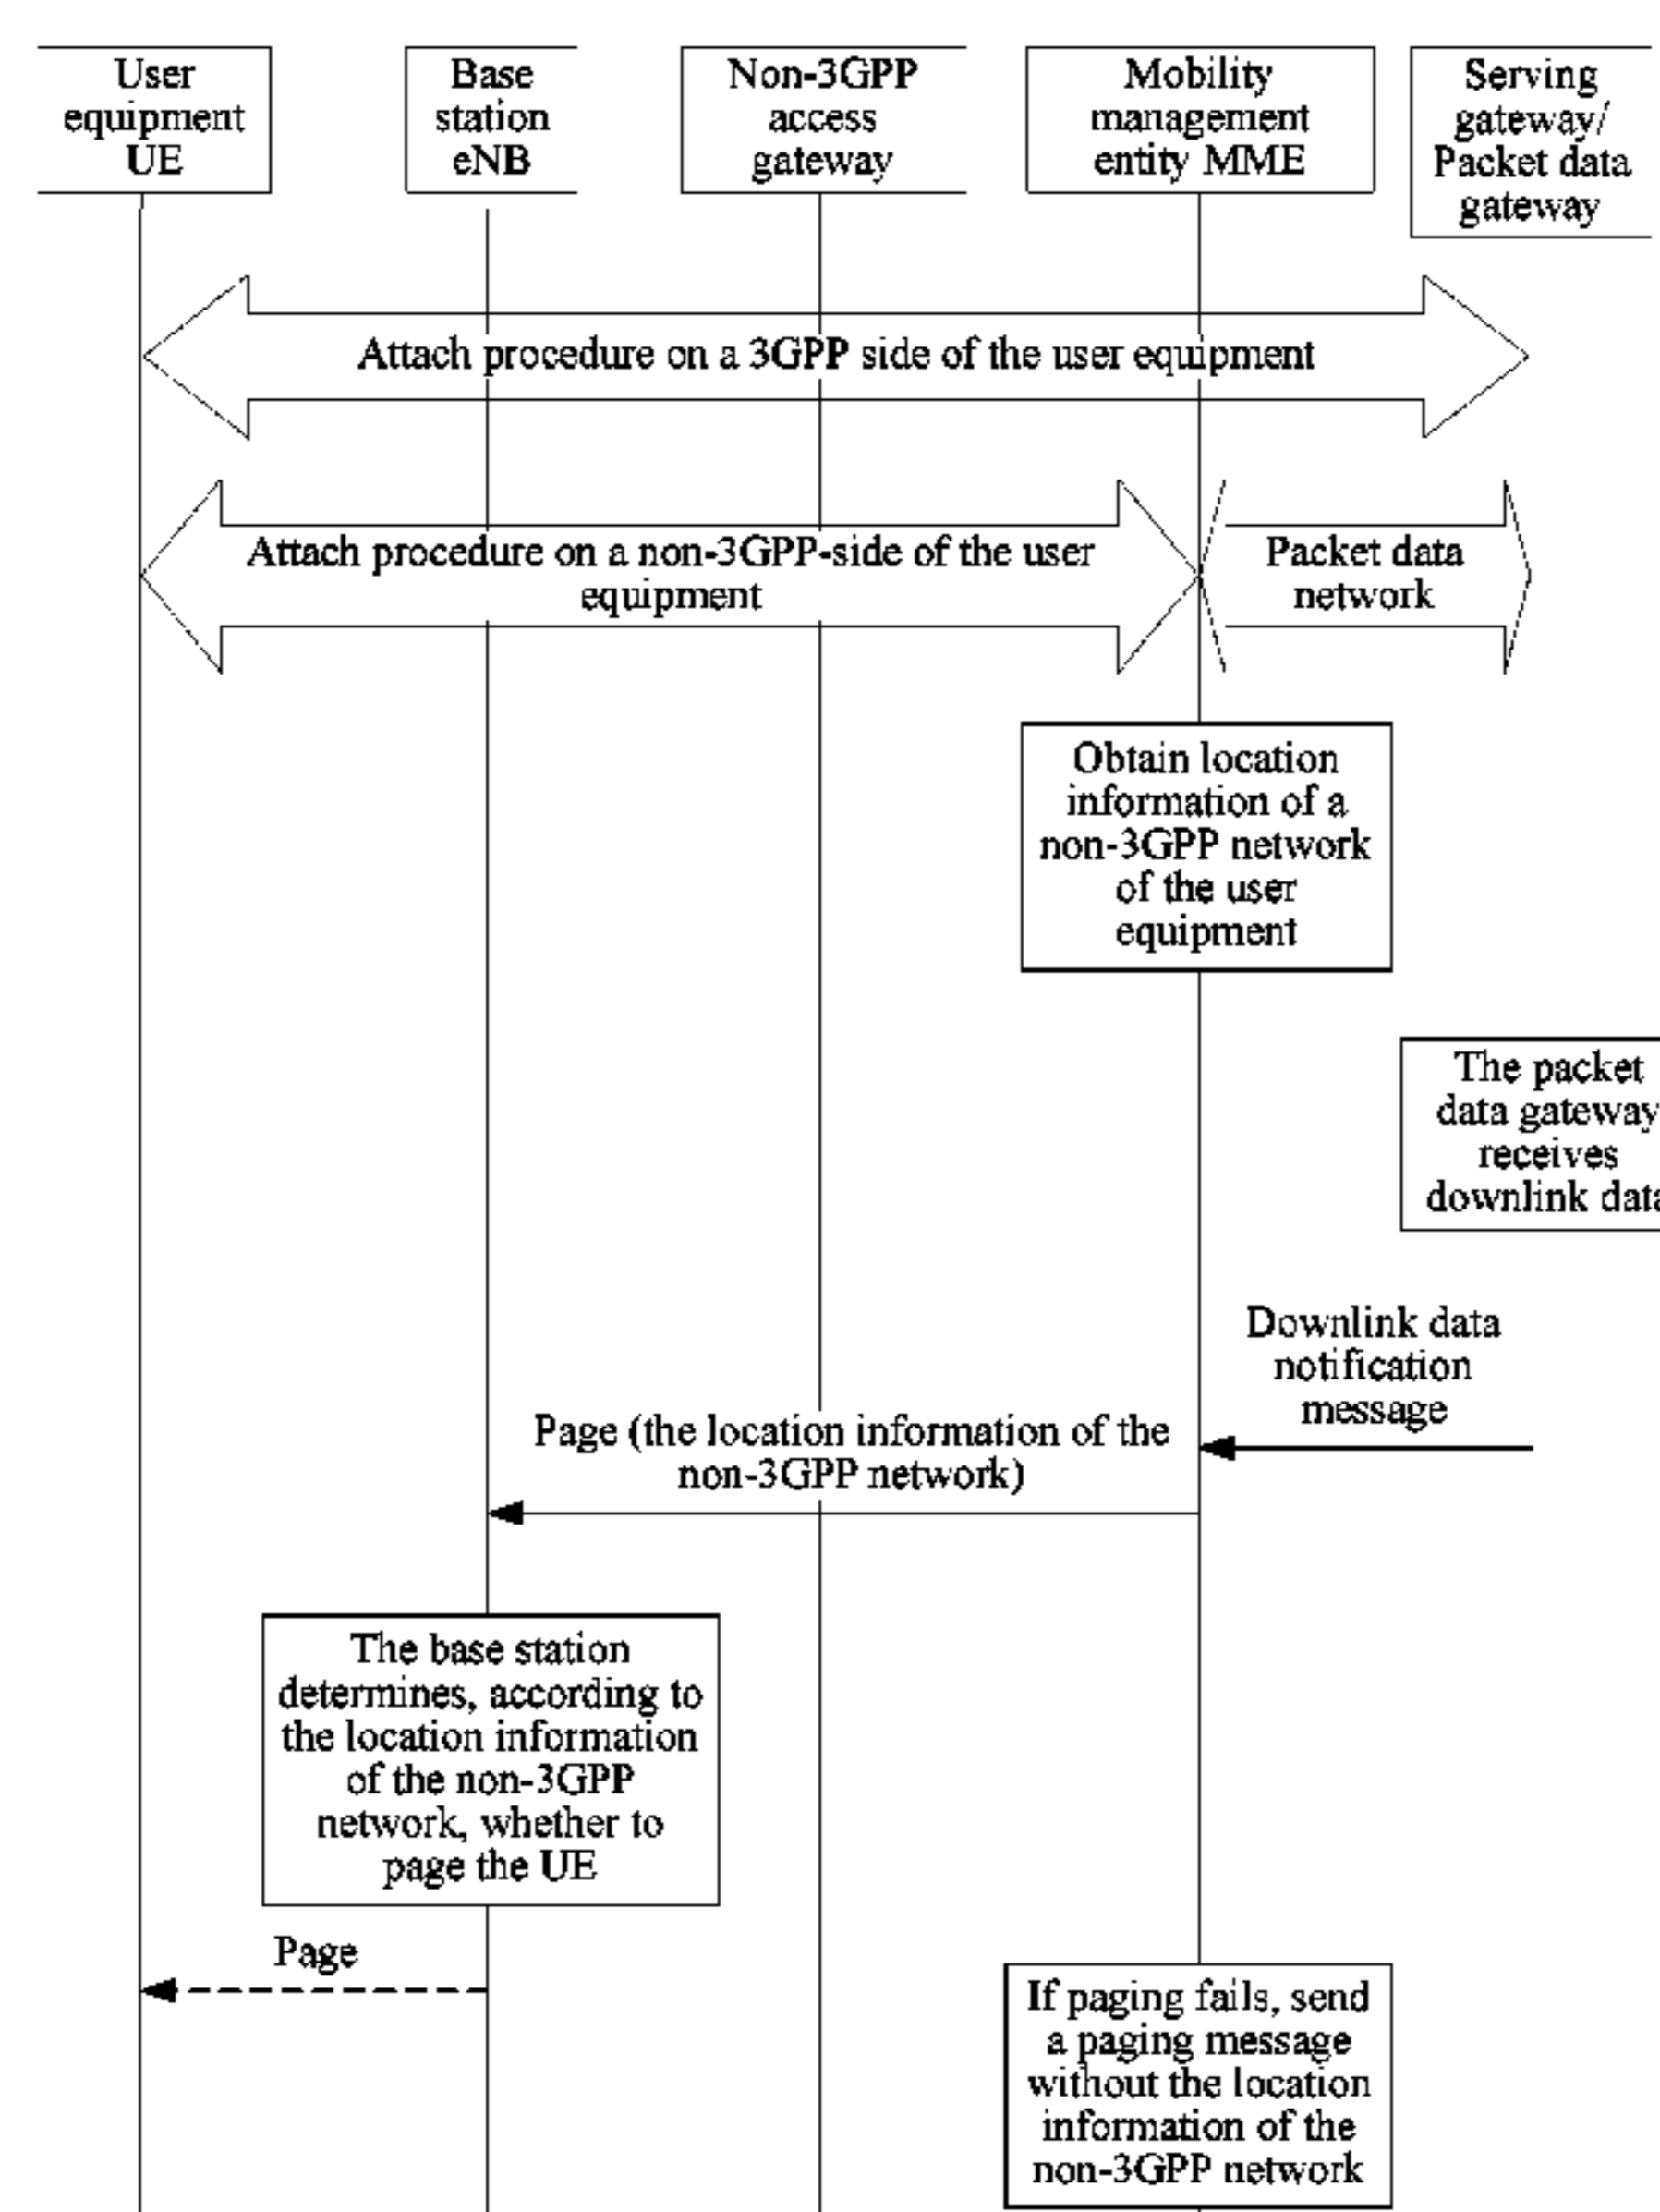 User
equipment
UE
Base
station
eNB
Non-3GPP
access
gateway
Mobility
management
entity MME
Serving
gateway/
Packet data
gateway
Attach procedure on a 3GPP side of the user equipment
Attach procedure on a non-3GPP-side of the user
equipment
Packet data
network
Obtain location
information of a
non-3GPP network
of the user
equipment
The packet
data gateway
receives
downlink data
Downlink data
notification
message
Page (the location information of the
non-3GPP network)
The base station
determines, according to
the location information
of the non-3GPP
network, whether to
page the UE
Page
If paging fails, send
a paging message
without the location
information of the
non-3GPP network